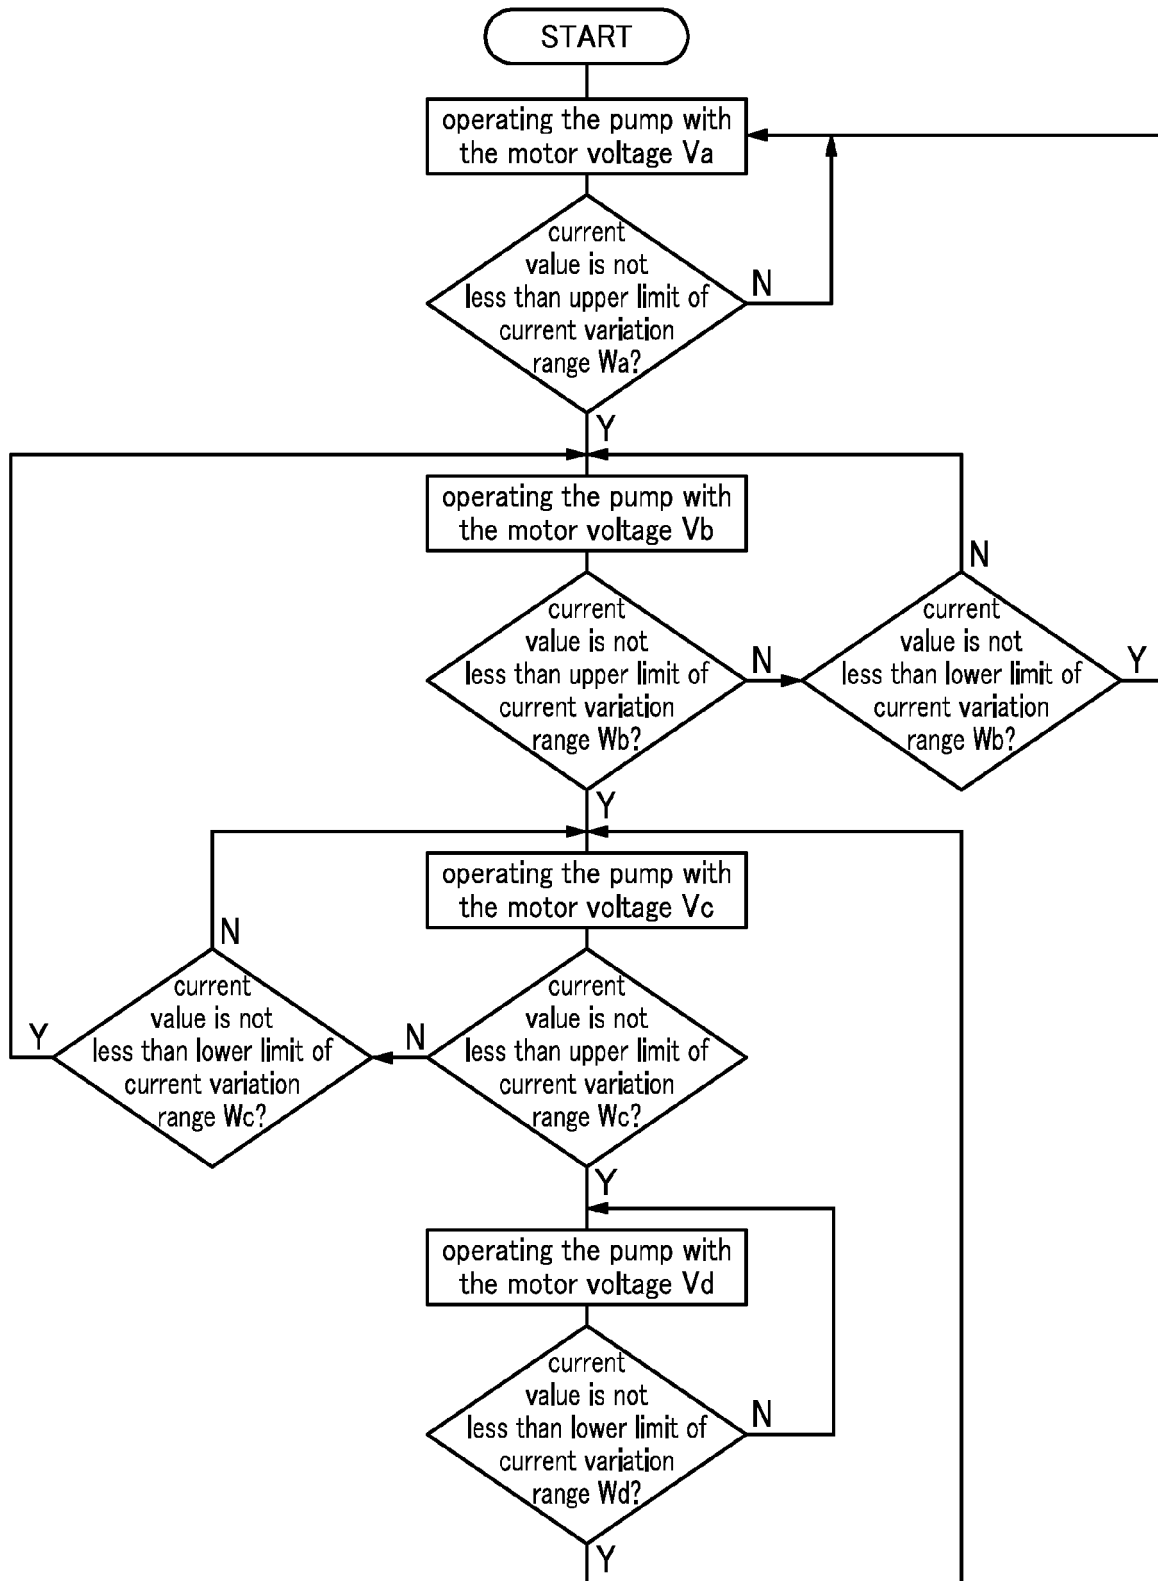 START
operating the pump with
the motor voltage Va
current
value is not
less than upper limit of
current variation
range Wa?
N
Y
operating the pump with
the motor voltage Vb
current
value is not
less than upper limit of
current variation
range Wb?
N
Y
current
value is not
less than lower limit of
current variation
range Wb?
N
Y
operating the pump with
the motor voltage Vc
current
value is not
less than upper limit of
current variation
range Wc?
N
Y
current
value is not
less than lower limit of
current variation
range Wc?
N
Y
operating the pump with
the motor voltage Vd
current
value is not
less than lower limit of
current variation
range Wd?
N
Y